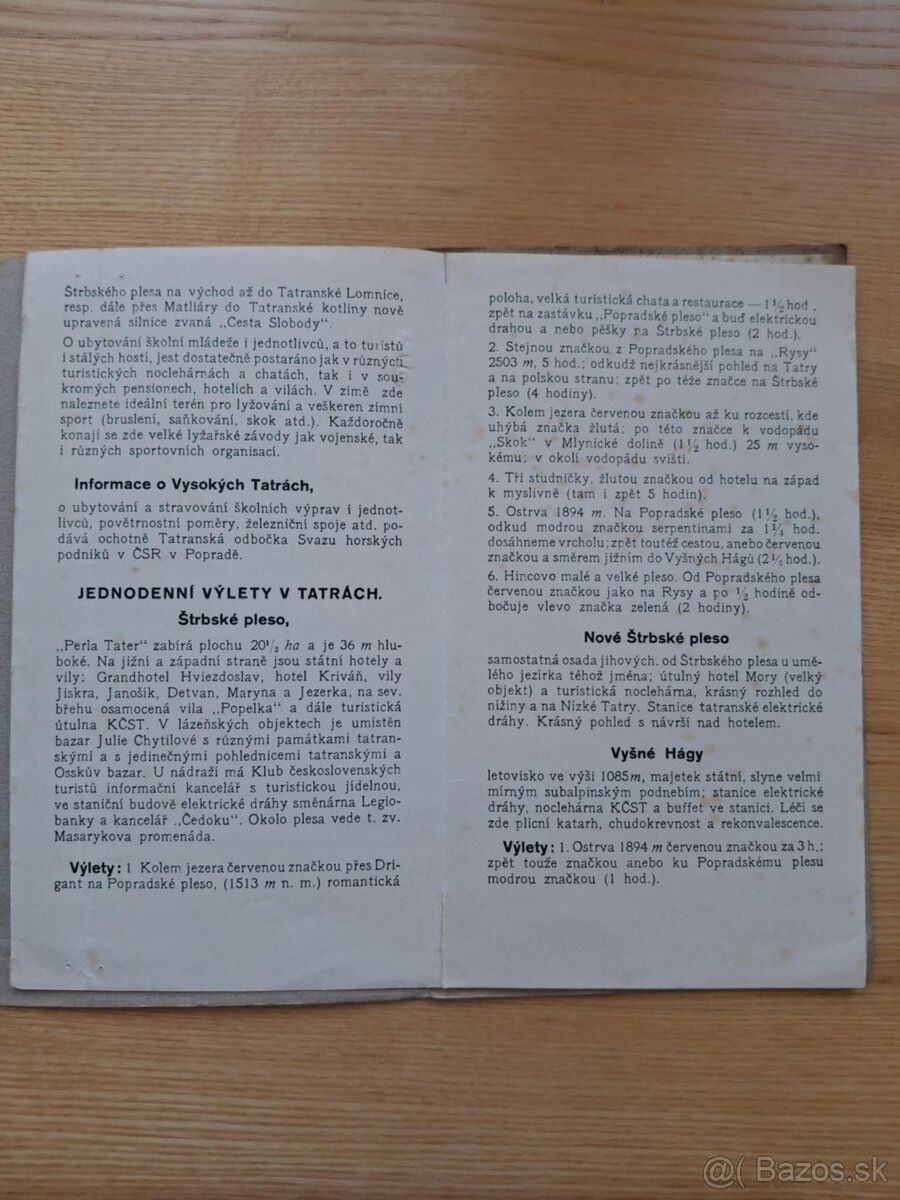 Štrbského plesa na východ až do Tatranské Lomnice,
resp. dále přes Matliáry do Tatranské kotliny nově
upravená silnice zvaná „Cesta Slobody".
O ubytování školní mládeže i jednotlivců, a to turistů
i stálých hostí, jest dostatečně postaráno jak v různých
turistických noclehárnách a chatách, tak i v sou-
kromých pensionech, hotelích a vilách. V zimě zde
naleznete ideální terén pro lyžování a veškeren zimní
sport (bruslení, saňkování, skok atd.). Každoročně
konají se zde velké lyžařské závody jak vojenské, tak
i různých sportovních organisací.
Informace o Vysokých Tatrách,
o ubytování a stravování školních výprav i jednot-
livců, povětrnostní poměry, železniční spoje atd. po-
dává ochotně Tatranská odbočka Svazu horských
podniků v ČSR v Popradě.
JEDNODENNÍ VÝLETY V TATRÁCH.
Štrbské pleso,
„Perla Tater" zabírá plochu 20½ ha a je 36 m hlu-
boké. Na jižní a západní straně jsou státní hotely a
vily: Grandhotel Hviezdoslav, hotel Kriváň, vily
Jiskra, Janošík, Detvan, Maryna a Jezerka, na sev.
břehu osamocená vila „Popelka" a dále turistická
útulna KČST. V lázeňských objektech je umístěn
bazar Julie Chytilové s různými památkami tatran-
skými a s jedinečnými pohlednicemi tatranskými a
Osskův bazar. U nádraží má Klub československých
turistů informační kancelář s turistickou jídelnou,
ve staniční budově elektrické dráhy směnárna Legio-
banky a kancelář „Čedoku". Okolo plesa vede t. zv.
Masarykova promenáda.
Výlety: 1 Kolem jezera červenou značkou přes Dri-
gant na Popradské pleso, (1513 m n. m.) romantická
poloha, velká turistická chata a restaurace — 1½ hod.,
zpět na zastávku „Popradské pleso" a buď elektrickou
drahou a nebo pěšky na Štrbské pleso (2 hod.).
2. Stejnou značkou z Popradského plesa na „Rysy"
2503 m, 5 hod.; odkudž nejkrásnější pohled na Tatry
a na polskou stranu; zpět po téže značce na Štrbské
pleso (4 hodiny).
3. Kolem jezera červenou značkou až ku rozcestí, kde
uhýbá značka žlutá; po této značce k vodopádu
„Skok" v Mlynické dolině (1½ hod.) 25 m vyso-
kému; v okolí vodopádu svišti.
4. Tři studničky, žlutou značkou od hotelu na západ
k myslivně (tam i zpět 5 hodin).
5. Ostrva 1894 m. Na Popradské pleso (1½ hod.),
odkud modrou značkou serpentinami za 1¼ hod.
dosáhneme vrcholu; zpět toutéž cestou, anebo červenou
značkou a směrem jižním do Vyšných Hágů (2¼ hod.).
6. Hincovo malé a velké pleso. Od Popradského plesa
červenou značkou jako na Rysy a po ½ hodině od-
bočuje vlevo značka zelená (2 hodiny).
Nové Štrbské pleso
samostatná osada jihových. od Štrbského plesa u umě-
lého jezírka téhož jména; útulný hotel Mory (velký
objekt) a turistická noclehárna, krásný rozhled do
nížiny a na Nízké Tatry. Stanice tatranské elektrické
dráhy. Krásný pohled s návrší nad hotelem.
Vyšné Hágy
letovisko ve výši 1085m, majetek státní, slyne velmi
mírným subalpinským podnebím; stanice elektrické
dráhy, noclehárna KČST a buffet ve stanici. Léčí se
zde plicní katarh, chudokrevnost a rekonvalescence.
Výlety: 1. Ostrva 1894 m červenou značkou za 3 h.;
zpět touže značkou anebo ku Popradskému plesu
modrou značkou (1 hod.).
@( Bazos.sk